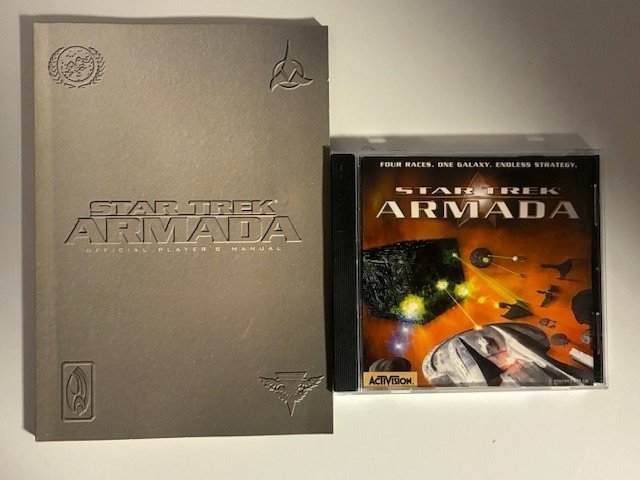 STAR TREK
ARMADA
OFFICIAL PLAYER'S MANUAL
FOUR RACES. ONE GALAXY. ENDLESS STRATEGY.
STAR TREK
ARMADA
ACTIVISION